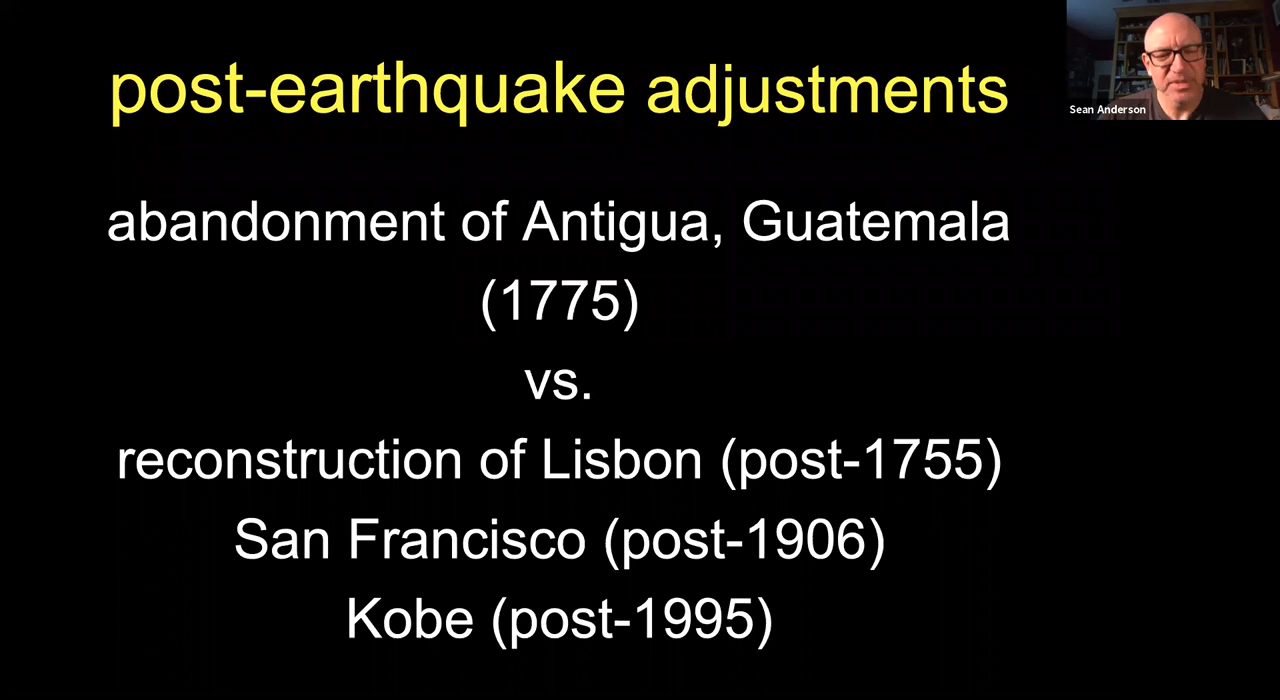 post-earthquake adjustments
Sean Anderson
abandonment of Antigua, Guatemala
(1775)
vs.
reconstruction of Lisbon (post-1755)
San Francisco (post-1906)
Kobe (post-1995)